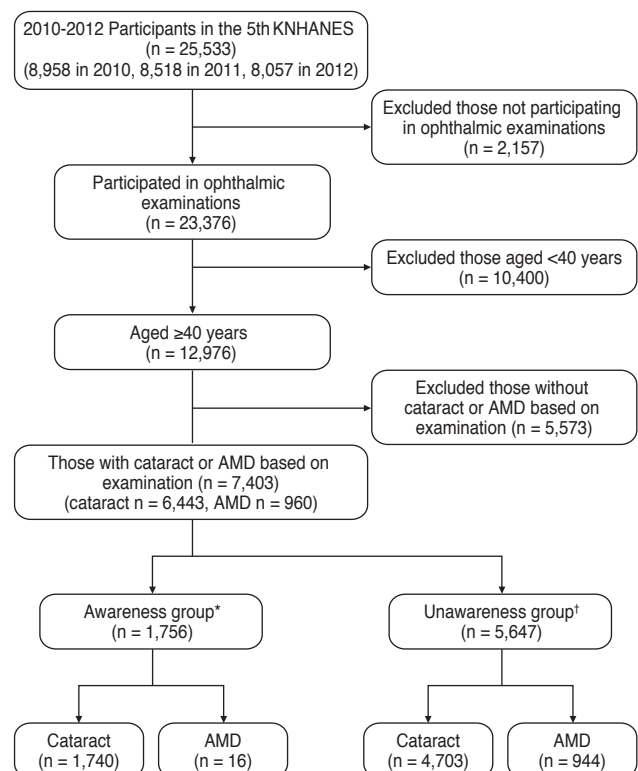 2010-2012 Participants in the 5th KNHANES
(n = 25,533)
(8,958 in 2010, 8,518 in 2011, 8,057 in 2012)
Excluded those not participating
in ophthalmic examinations
(n = 2,157)
Participated in ophthalmic
examinations
(n = 23,376)
Excluded those aged <40 years
(n = 10,400)
Aged ≥40 years
(n = 12,976)
Excluded those without
cataract or AMD based on
examination (n = 5,573)
Those with cataract or AMD based on
examination (n = 7,403)
(cataract n = 6,443, AMD n = 960)
Awareness group*
(n = 1,756)
Unawareness group†
(n = 5,647)
Cataract
(n = 1,740)
AMD
(n = 16)
Cataract
(n = 4,703)
AMD
(n = 944)